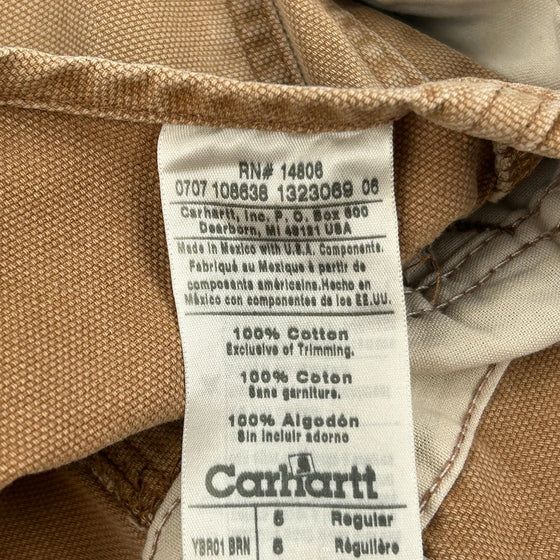 RN# 14806
0707 108638 1323069 06
Carhartt, Inc. P.O. Box 600
Dearborn, MI 48121 USA
Made in Mexico with U.S.A. Components.
Fabriqué au Mexique à partir de
composants américains.Hecho en
México con componentes de los EE.UU.
100% Cotton
Exclusive of Trimming.
100% Coton
Sans garniture.
100% Algodón
Sin incluir adorno
Carhartt
6 Regular
YBR01 BRN 6 Régulière